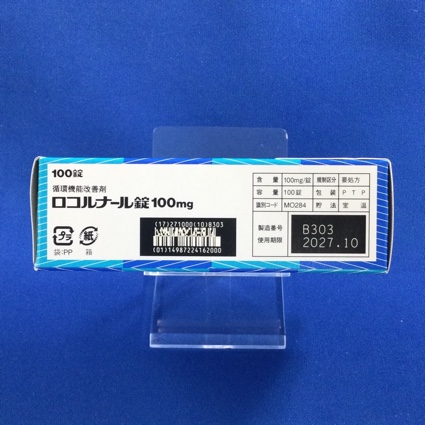 100錠
循環機能改善剤
ロコルナール錠100mg
(17)271000(10)B303
(01)14987224162000
プラ
袋:PP
紙
箱
含量 100mg/錠 規制区分 要処方
容量 100錠 包装 PTP
識別コード MO284 貯法 室温
製造番号 B303
使用期限 2027.10